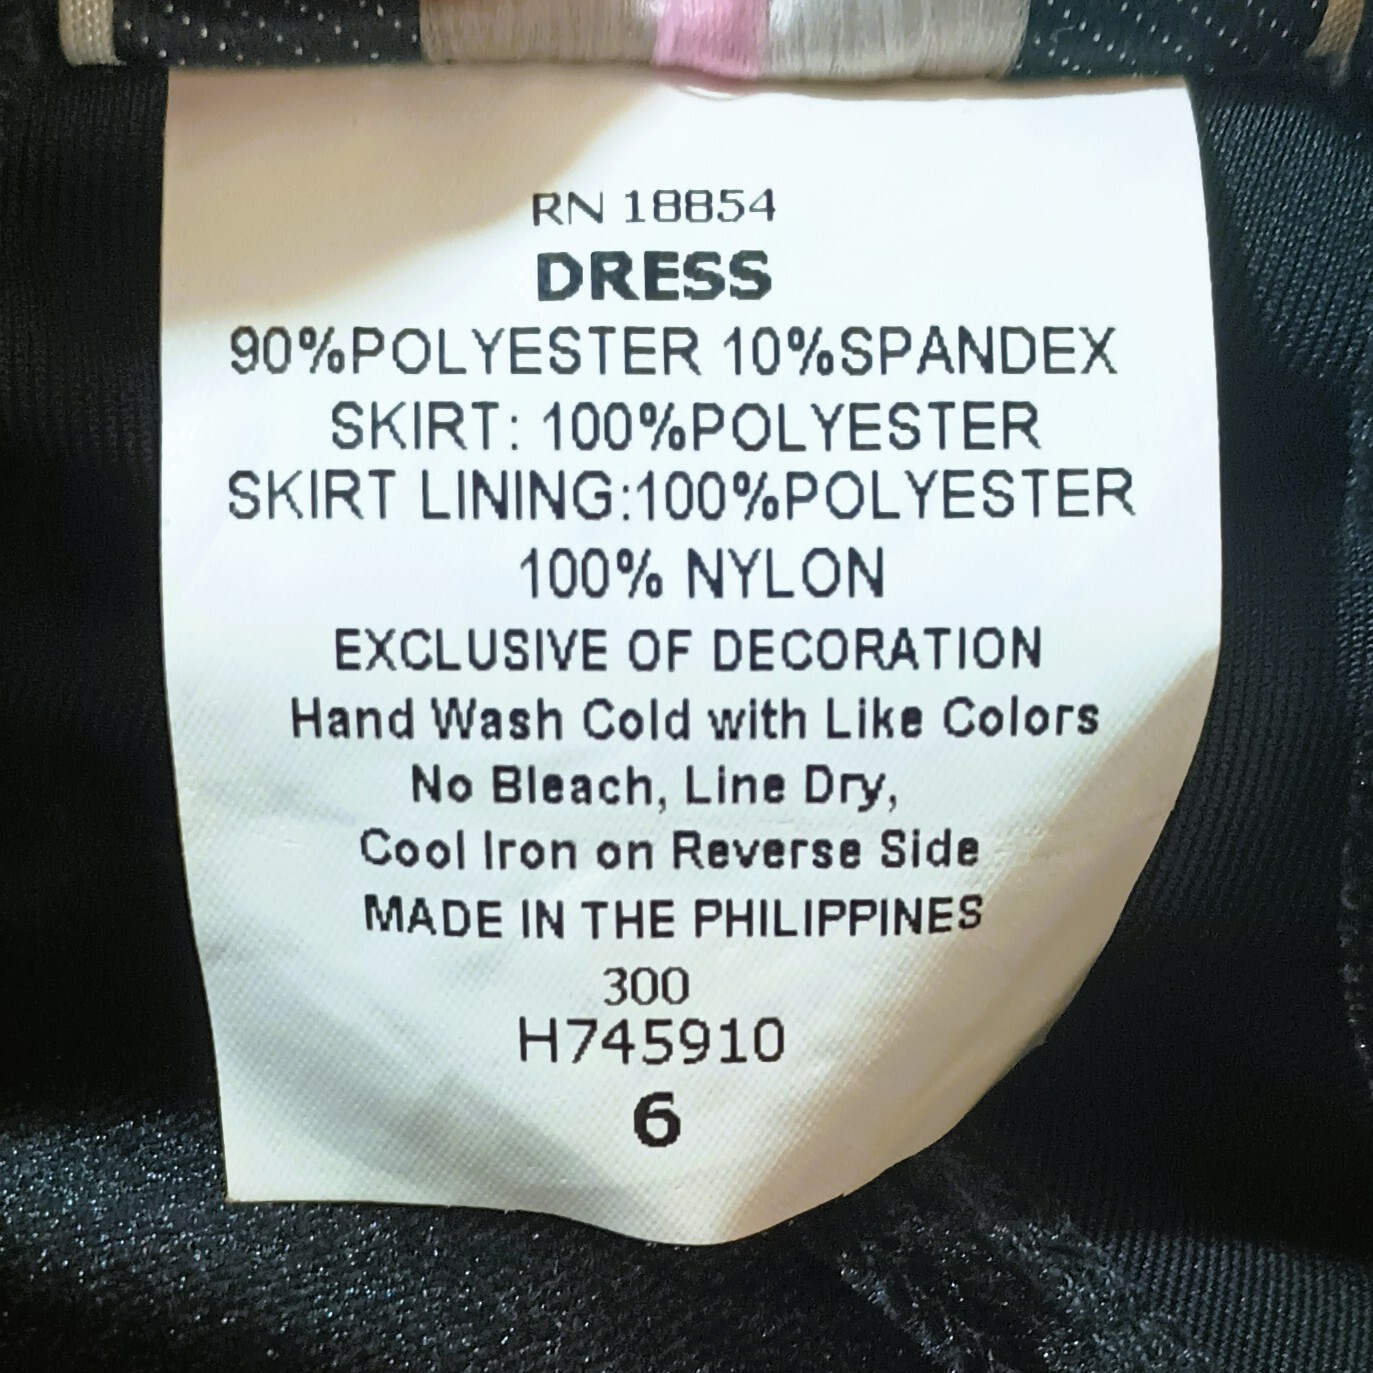 RN 18854
DRESS
90%POLYESTER 10%SPANDEX
SKIRT: 100%POLYESTER
SKIRT LINING:100%POLYESTER
100% NYLON
EXCLUSIVE OF DECORATION
Hand Wash Cold with Like Colors
No Bleach, Line Dry,
Cool Iron on Reverse Side
MADE IN THE PHILIPPINES
300
H745910
6